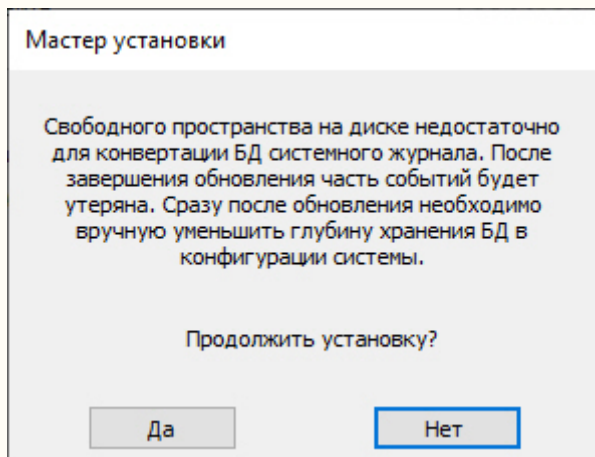 Мастер установки
Свободного пространства на диске недостаточно
для конвертации БД системного журнала. После
завершения обновления часть событий будет
утеряна. Сразу после обновления необходимо
вручную уменьшить глубину хранения БД в
конфигурации системы.
Продолжить установку?
Да
Нет